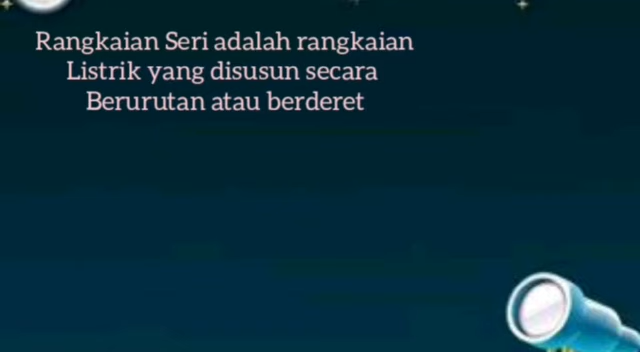 Rangkaian Seri adalah rangkaian
Listrik yang disusun secara
Berurutan atau berderet